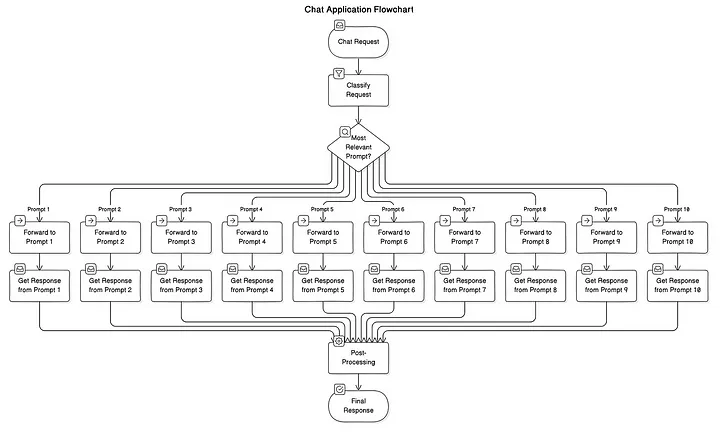 Chat Application Flowchart
Chat Request
Classify
Request
Most
Relevant
Prompt?
Prompt 1
Prompt 2
Prompt 3
Prompt 4
Prompt 5
Prompt 6
Prompt 7
Prompt 8
Prompt 9
Prompt 10
Forward to
Prompt 1
Forward to
Prompt 2
Forward to
Prompt 3
Forward to
Prompt 4
Forward to
Prompt 5
Forward to
Prompt 6
Forward to
Prompt 7
Forward to
Prompt 8
Forward to
Prompt 9
Forward to
Prompt 10
Get Response
from Prompt 1
Get Response
from Prompt 2
Get Response
from Prompt 3
Get Response
from Prompt 4
Get Response
from Prompt 5
Get Response
from Prompt 6
Get Response
from Prompt 7
Get Response
from Prompt 8
Get Response
from Prompt 9
Get Response
from Prompt 10
Post-
Processing
Final
Response